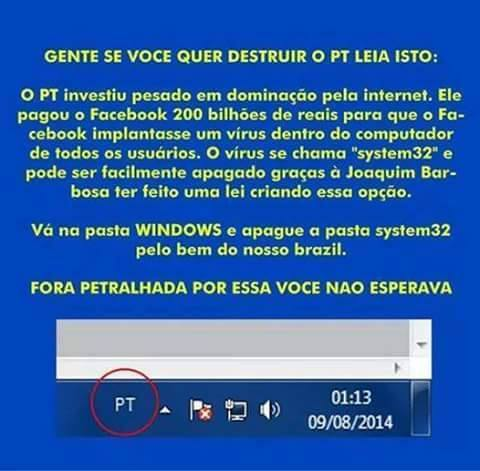 GENTE SE VOCE QUER DESTRUIR O PT LEIA ISTO:
O PT investiu pesado em dominação pela internet. Ele
pagou o Facebook 200 bilhões de reais para que o Fa-
cebook implantasse um vírus dentro do computador
de todos os usuários. O vírus se chama "system32" e
pode ser facilmente apagado graças à Joaquim Bar-
bosa ter feito uma lei criando essa opção.
Vá na pasta WINDOWS e apague a pasta system32
pelo bem do nosso brazil.
FORA PETRALHADA POR ESSA VOCE NAO ESPERAVA
PT
01:13
09/08/2014